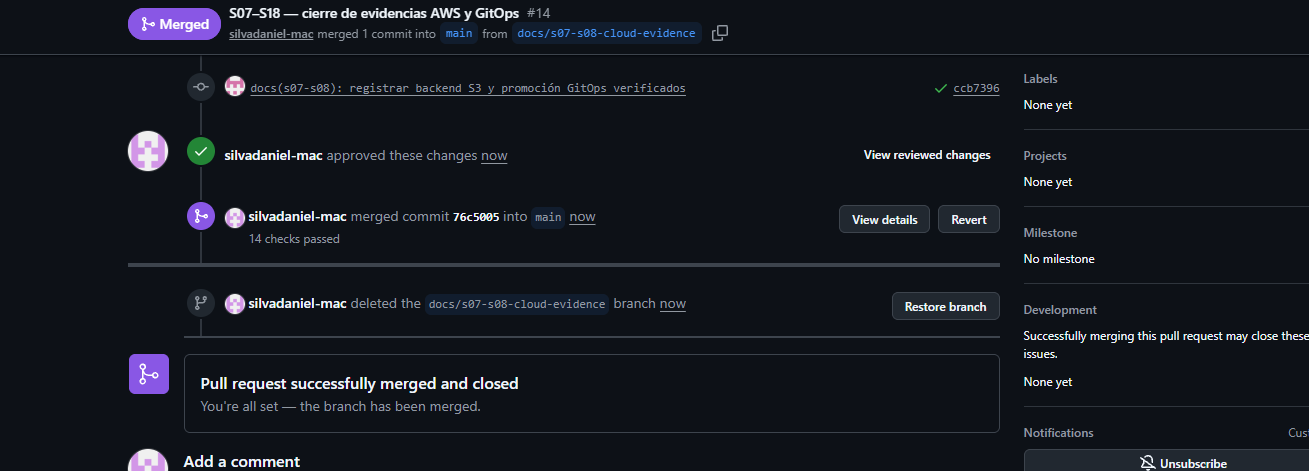 Merged
S07–S18 — cierre de evidencias AWS y GitOps #14
silvadaniel-mac merged 1 commit into main from docs/s07-s08-cloud-evidence
docs(s07-s08): registrar backend S3 y promoción GitOps verificados
ccb7396
silvadaniel-mac approved these changes now
View reviewed changes
silvadaniel-mac merged commit 76c5005 into main now
14 checks passed
View details
Revert
silvadaniel-mac deleted the docs/s07-s08-cloud-evidence branch now
Restore branch
Pull request successfully merged and closed
You're all set — the branch has been merged.
Add a comment
Labels
None yet
Projects
None yet
Milestone
No milestone
Development
Successfully merging this pull request may close these
issues.
None yet
Notifications
Cust
Unsubscribe